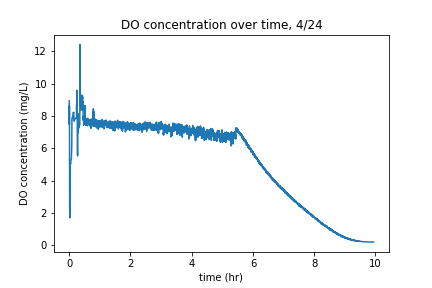 DO concentration over time, 4/24
DO concentration (mg/L)
12
10
8
6
4
2
0
0 2 4 6 8 10
time (hr)